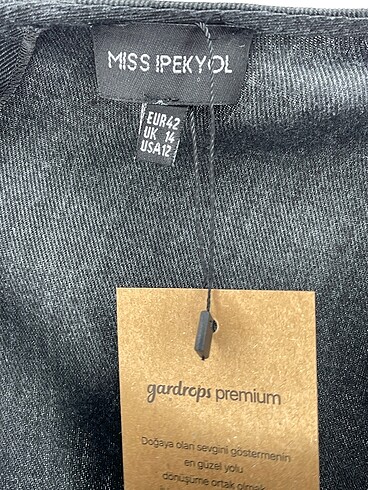 MISS IPEKYOL
EUR42
UK 14
USA12
gardrops premium
Doğaya olan sevgini göstermenin
en güzel yolu
dönüşüme ortak olmak